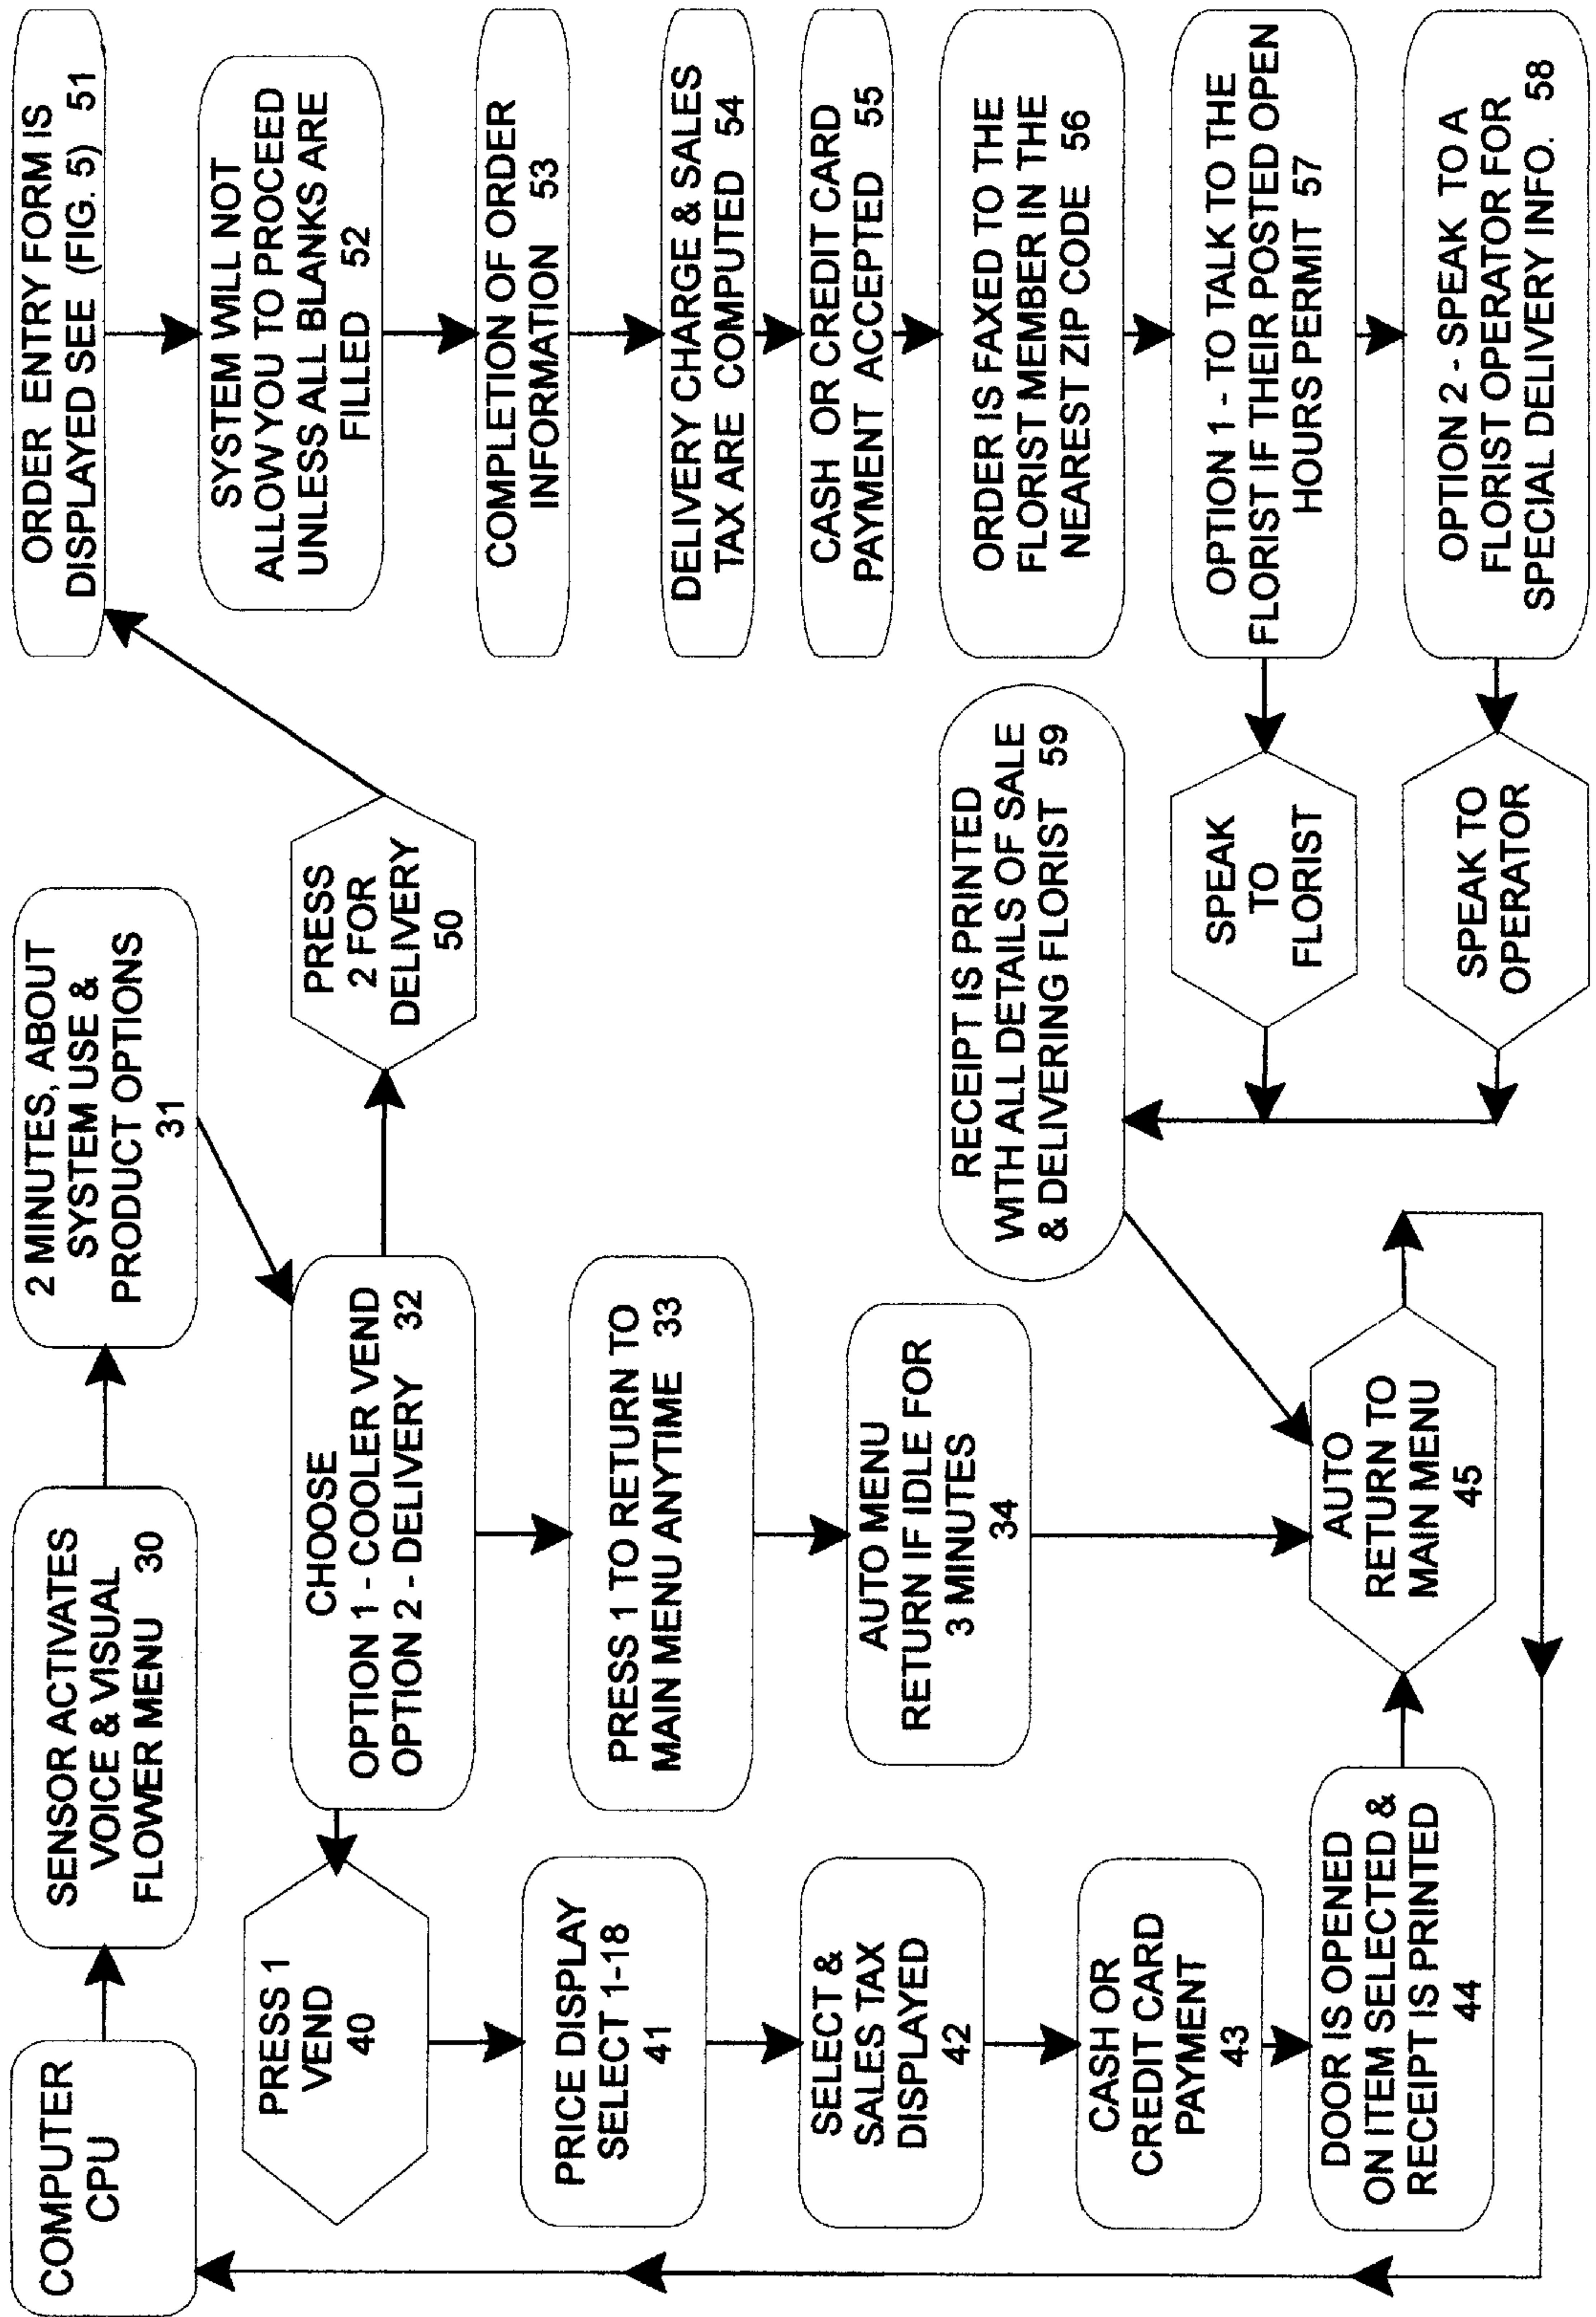 COMPUTER
CPU
SENSOR ACTIVATES
VOICE & VISUAL
FLOWER MENU 30
2 MINUTES, ABOUT
SYSTEM USE &
PRODUCT OPTIONS
31
CHOOSE
OPTION 1 - COOLER VEND
OPTION 2 - DELIVERY 32
PRESS 1 TO RETURN TO
MAIN MENU ANYTIME 33
AUTO MENU
RETURN IF IDLE FOR
3 MINUTES
34
PRESS 1
VEND
40
PRICE DISPLAY
SELECT 1-18
41
SELECT &
SALES TAX
DISPLAYED
42
CASH OR
CREDIT CARD
PAYMENT
43
DOOR IS OPENED
ON ITEM SELECTED &
RECEIPT IS PRINTED
44
AUTO
RETURN TO
MAIN MENU
45
PRESS
2 FOR
DELIVERY
50
ORDER ENTRY FORM IS
DISPLAYED SEE (FIG. 5) 51
SYSTEM WILL NOT
ALLOW YOU TO PROCEED
UNLESS ALL BLANKS ARE
FILLED 52
COMPLETION OF ORDER
INFORMATION 53
DELIVERY CHARGE & SALES
TAX ARE COMPUTED 54
CASH OR CREDIT CARD
PAYMENT ACCEPTED 55
ORDER IS FAXED TO THE
FLORIST MEMBER IN THE
NEAREST ZIP CODE 56
OPTION 1 - TO TALK TO THE
FLORIST IF THEIR POSTED OPEN
HOURS PERMIT 57
OPTION 2 - SPEAK TO A
FLORIST OPERATOR FOR
SPECIAL DELIVERY INFO. 58
SPEAK
TO
FLORIST
SPEAK TO
OPERATOR
RECEIPT IS PRINTED
WITH ALL DETAILS OF SALE
& DELIVERING FLORIST 59